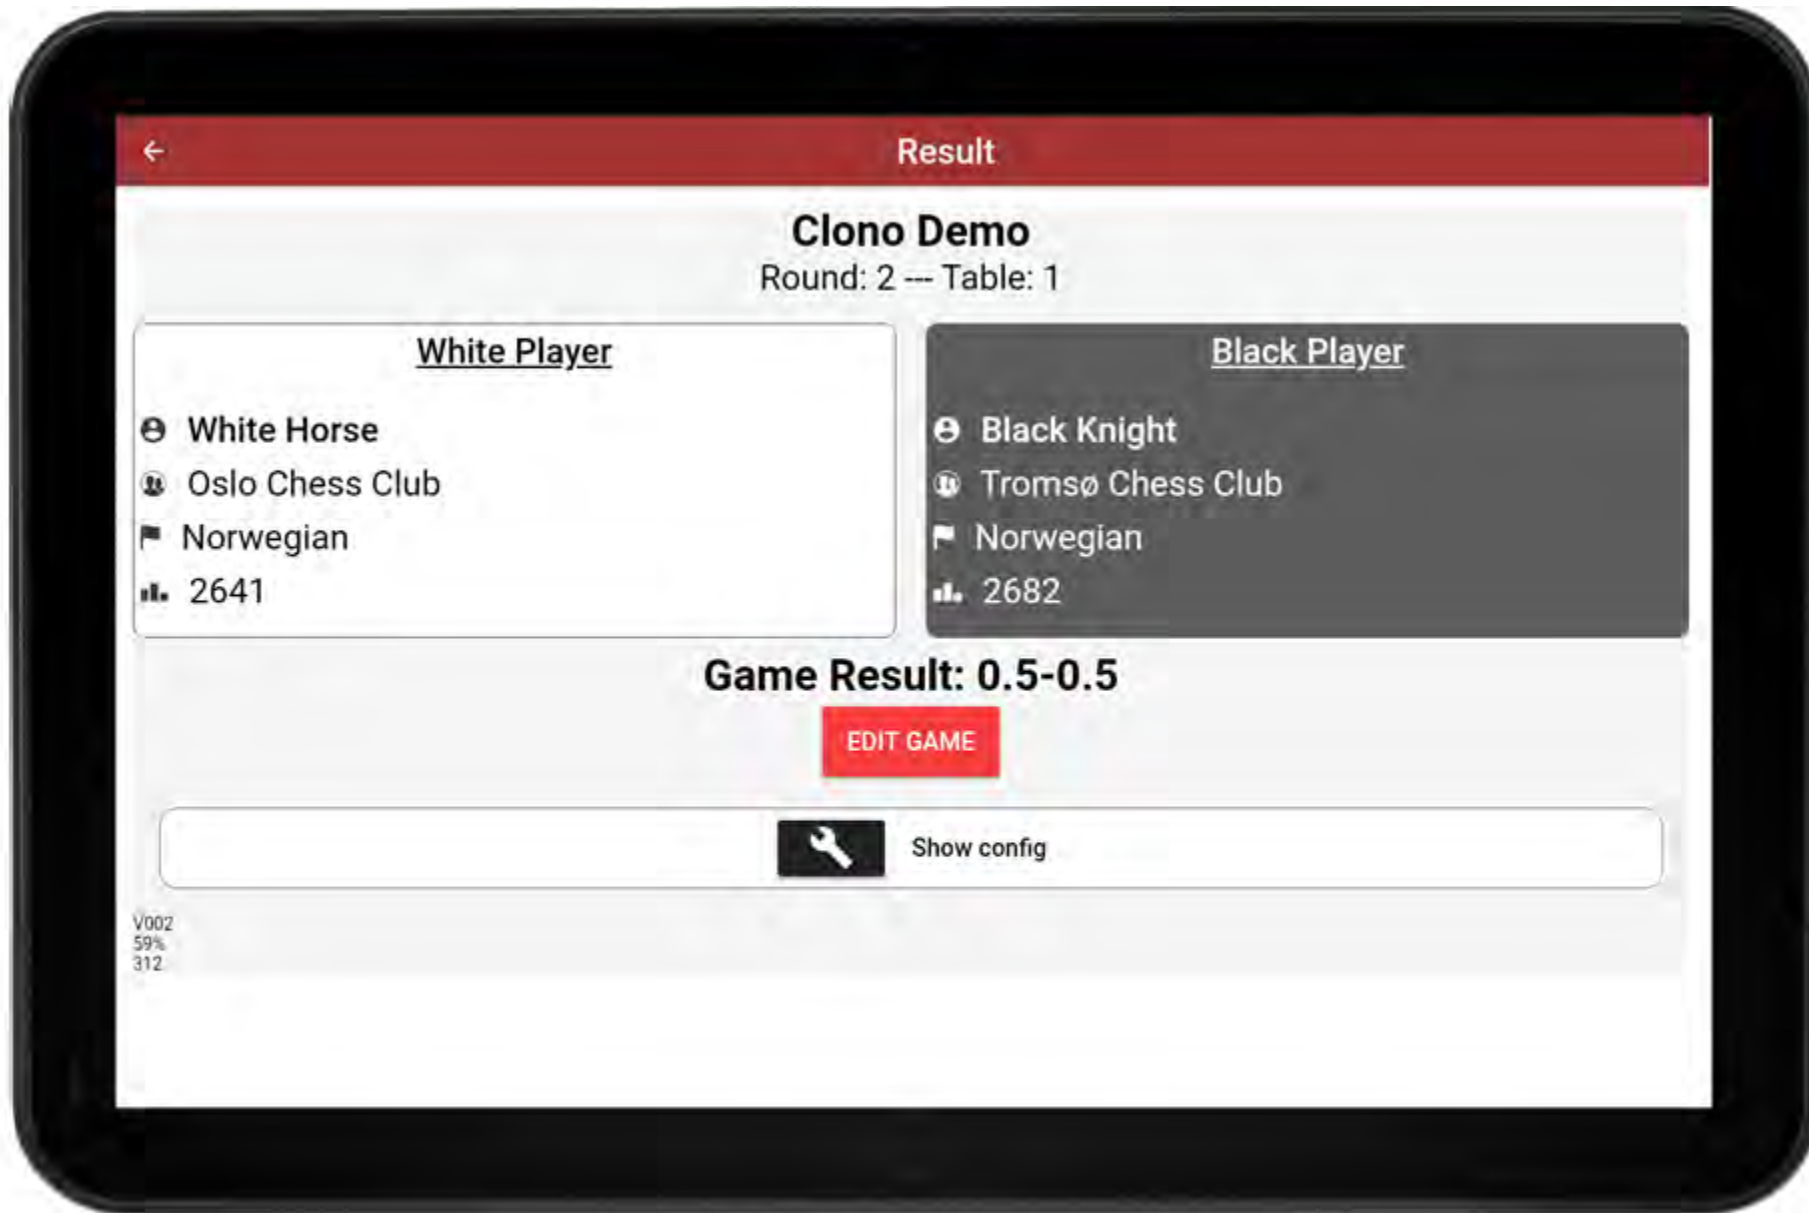 Result
Clono Demo
Round: 2 --- Table: 1
White Player
White Horse
Oslo Chess Club
Norwegian
2641
Black Player
Black Knight
Tromsø Chess Club
Norwegian
2682
Game Result: 0.5-0.5
EDIT GAME
Show config
V002
59%
312